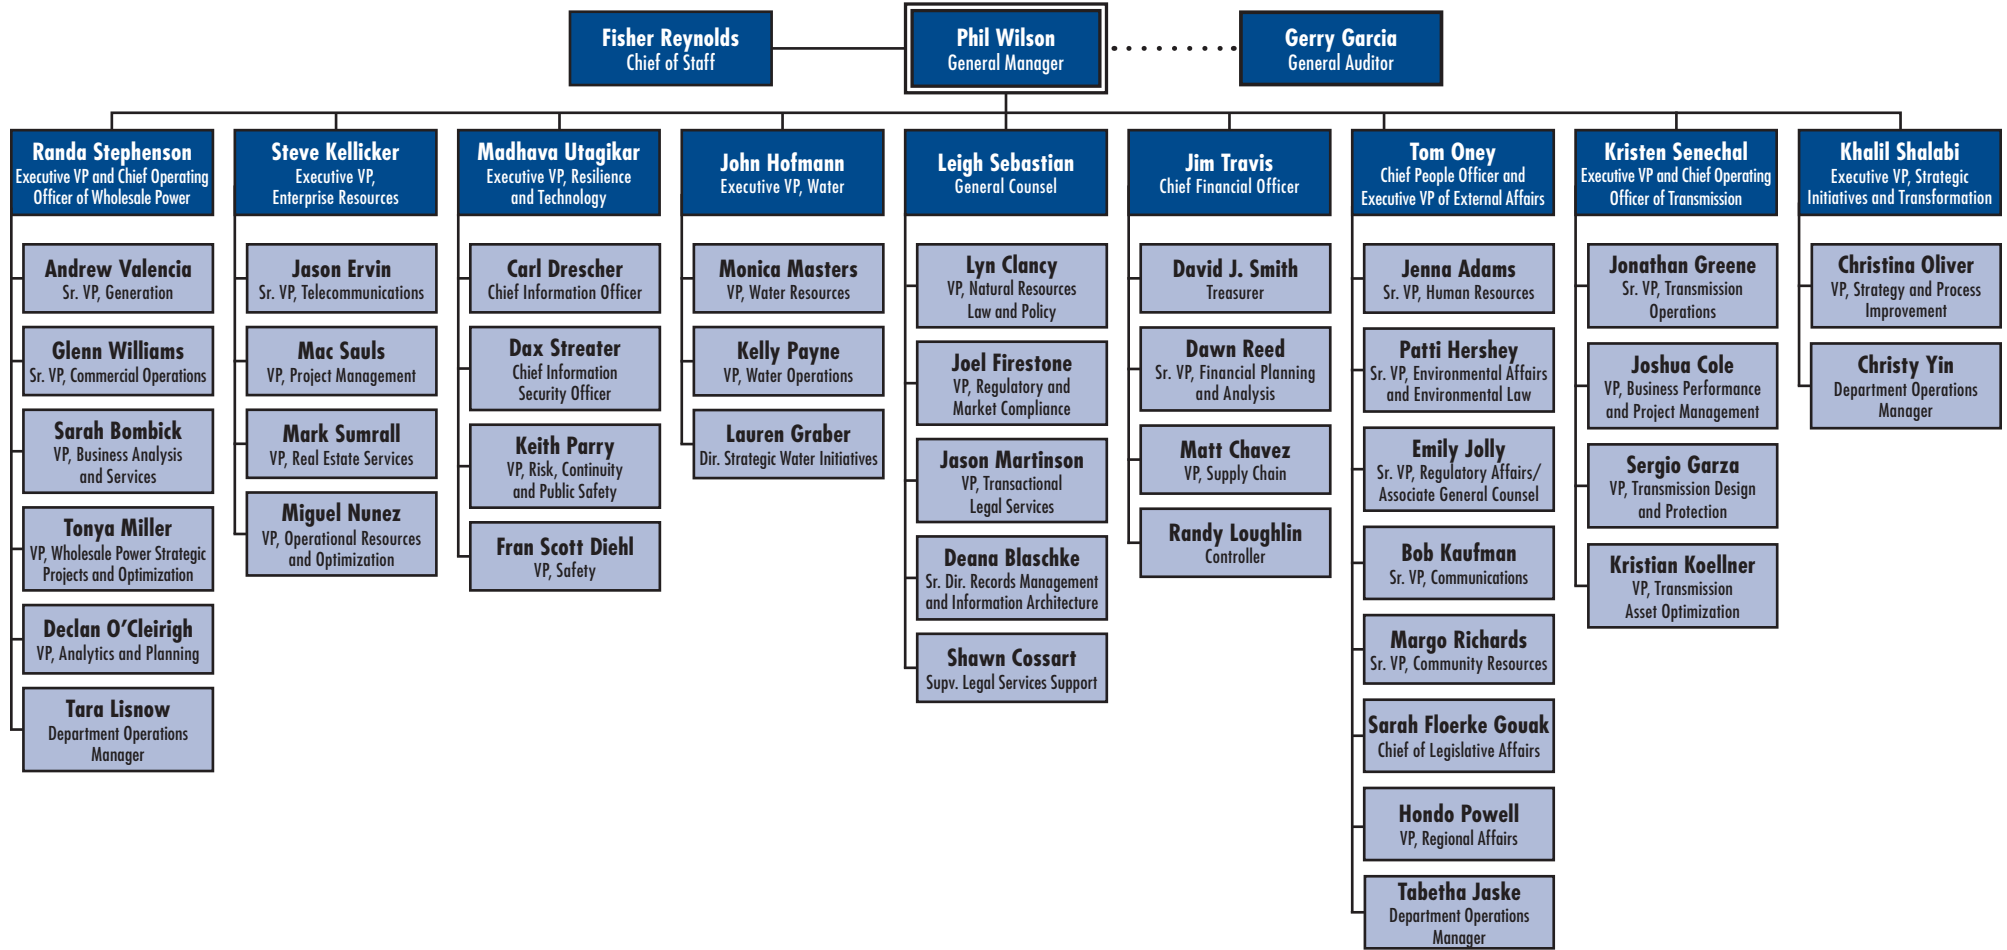 Fisher Reynolds
Chief of Staff
Phil Wilson
General Manager
Gerry Garcia
General Auditor
Randa Stephenson
Executive VP and Chief Operating
Officer of Wholesale Power
Andrew Valencia
Sr. VP, Generation
Glenn Williams
Sr. VP, Commercial Operations
Sarah Bombick
VP, Business Analysis
and Services
Tonya Miller
VP, Wholesale Power Strategic
Projects and Optimization
Declan O’Cleirigh
VP, Analytics and Planning
Tara Lisnow
Department Operations
Manager
Steve Kellicker
Executive VP,
Enterprise Resources
Jason Ervin
Sr. VP, Telecommunications
Mac Sauls
VP, Project Management
Mark Sumrall
VP, Real Estate Services
Miguel Nunez
VP, Operational Resources
and Optimization
Madhava Utagikar
Executive VP, Resilience
and Technology
Carl Drescher
Chief Information Officer
Dax Streater
Chief Information
Security Officer
Keith Parry
VP, Risk, Continuity
and Public Safety
Fran Scott Diehl
VP, Safety
John Hofmann
Executive VP, Water
Monica Masters
VP, Water Resources
Kelly Payne
VP, Water Operations
Lauren Graber
Dir. Strategic Water Initiatives
Leigh Sebastian
General Counsel
Lyn Clancy
VP, Natural Resources
Law and Policy
Joel Firestone
VP, Regulatory and
Market Compliance
Jason Martinson
VP, Transactional
Legal Services
Deana Blaschke
Sr. Dir. Records Management
and Information Architecture
Shawn Cossart
Supv. Legal Services Support
Jim Travis
Chief Financial Officer
David J. Smith
Treasurer
Dawn Reed
Sr. VP, Financial Planning
and Analysis
Matt Chavez
VP, Supply Chain
Randy Loughlin
Controller
Tom Oney
Chief People Officer and
Executive VP of External Affairs
Jenna Adams
Sr. VP, Human Resources
Patti Hershey
Sr. VP, Environmental Affairs
and Environmental Law
Emily Jolly
Sr. VP, Regulatory Affairs/
Associate General Counsel
Bob Kaufman
Sr. VP, Communications
Margo Richards
Sr. VP, Community Resources
Sarah Floerke Gouak
Chief of Legislative Affairs
Hondo Powell
VP, Regional Affairs
Tabetha Jaske
Department Operations
Manager
Kristen Senechal
Executive VP and Chief Operating
Officer of Transmission
Jonathan Greene
Sr. VP, Transmission
Operations
Joshua Cole
VP, Business Performance
and Project Management
Sergio Garza
VP, Transmission Design
and Protection
Kristian Koellner
VP, Transmission
Asset Optimization
Khalil Shalabi
Executive VP, Strategic
Initiatives and Transformation
Christina Oliver
VP, Strategy and Process
Improvement
Christy Yin
Department Operations
Manager